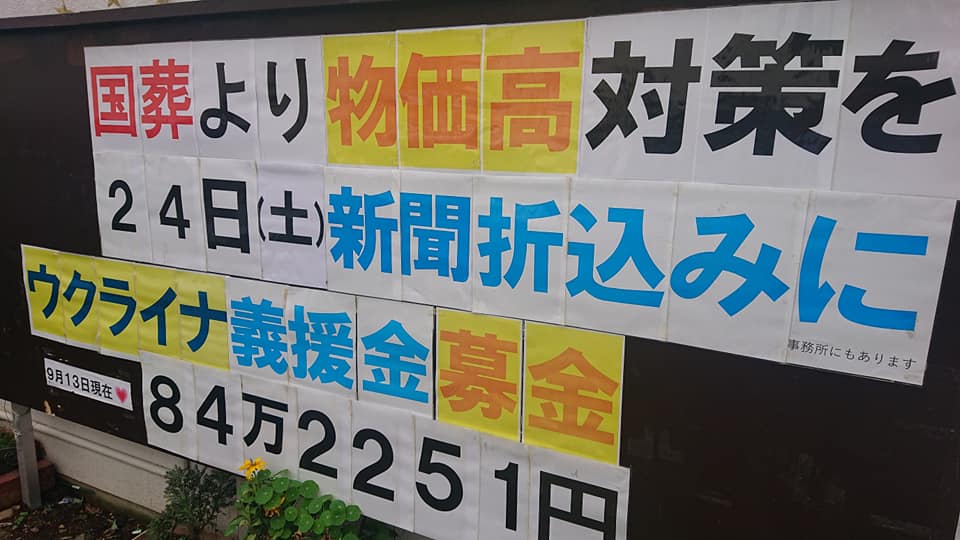 国葬より物価高対策を
24日(土)新聞折込みに
事務所にもあります
ウクライナ義援金募金
9月13日現在
84万2251円